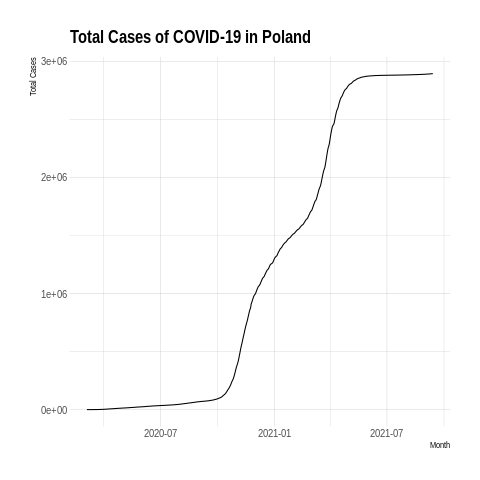 Total Cases of COVID-19 in Poland
Total Cases
3e+06
2e+06
1e+06
0e+00
2020-07
2021-01
2021-07
Month